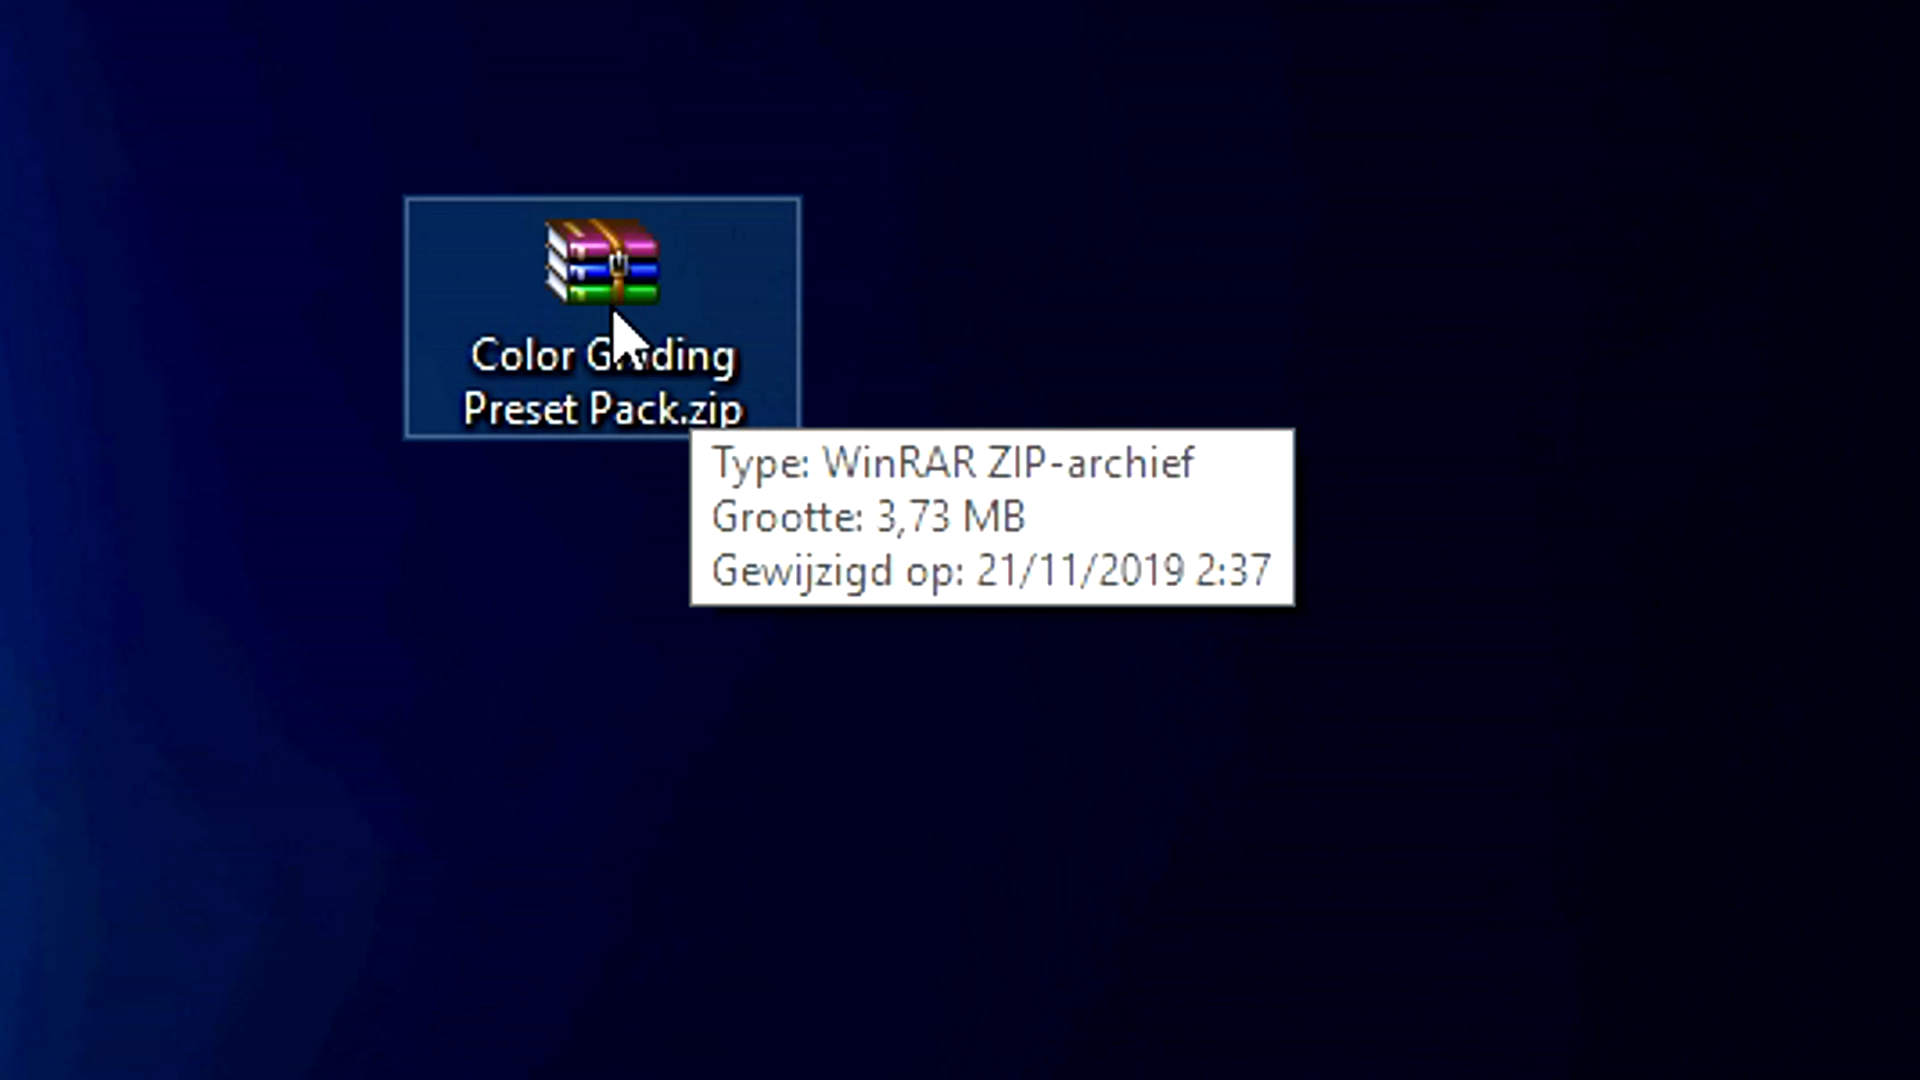 Color Grading
Preset Pack.zip
Type: WinRAR ZIP-archief
Grootte: 3,73 MB
Gewijzigd op: 21/11/2019 2:37